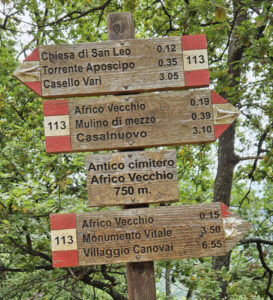 Chiesa di San Leo 0.12
Torrente Aposcipo 0.35
Casello Vari 3.05
113
Africo Vecchio 0.19
Mulino di mezzo 0.39
Casalnuovo 3.10
113
Antico cimitero
Africo Vecchio
750 m.
Africo Vecchio 0.15
Monumento Vitale 3.50
Villaggio Canovai 6.55
113